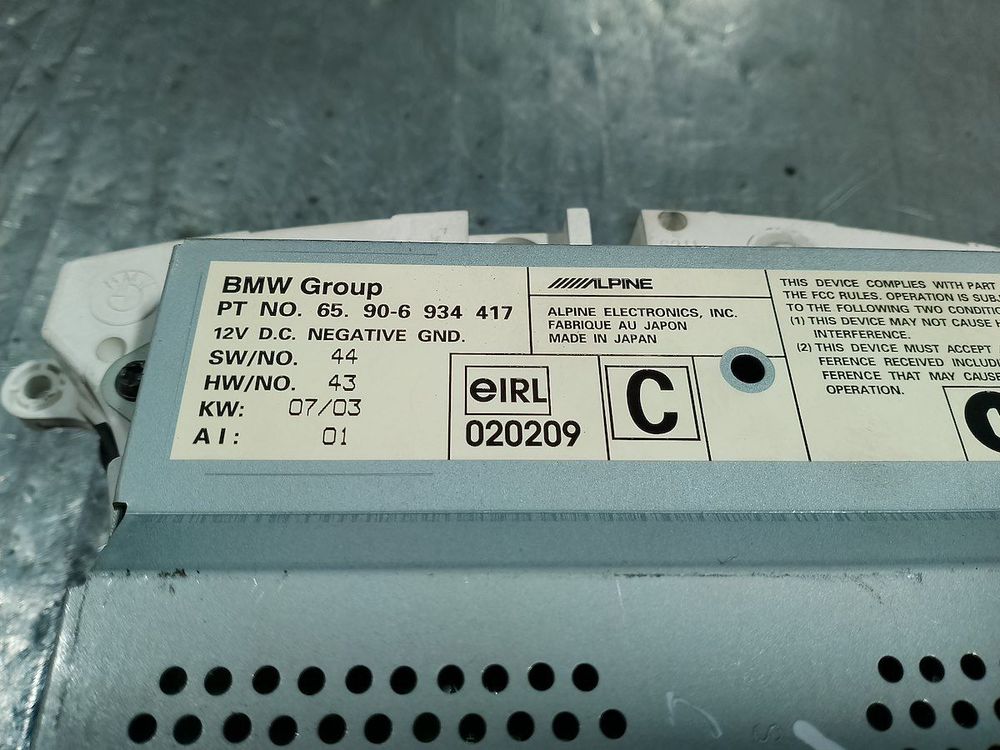 BMW Group
PT NO. 65. 90-6 934 417
12V D.C. NEGATIVE GND.
SW/NO. 44
HW/NO. 43
KW: 07/03
AI: 01
ALPINE
ALPINE ELECTRONICS, INC.
FABRIQUE AU JAPON
MADE IN JAPAN
eIRL
020209
C
THIS DEVICE COMPLIES WITH PART
THE FCC RULES. OPERATION IS
TO THE FOLLOWING TWO
(1) THIS DEVICE MAY NOT CAUSE
INTERFERENCE.
(2) THIS DEVICE MUST ACCEPT
FERENCE RECEIVED
FERENCE THAT MAY CAUSE
OPERATION.